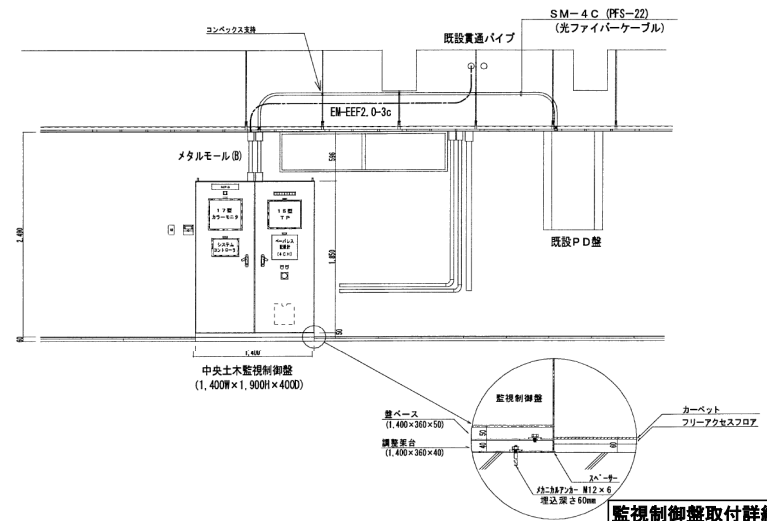 SM-4C (PFS-22)
(光ファイバーケーブル)
コンベックス支持
既設貫通パイプ
EM-EEF2.0-3c
メタルモール(B)
596
2,490
17型
カラーモニタ
15型
TP
システム
コントローラ
ペーパレス
1,850
既設PD盤
60
50
1,400
中央土木監視制御盤
(1,400W×1,900H×400D)
監視制御盤
盤ベース
(1,400×360×50)
50
カーペット
フリーアクセスフロア
調整架台
(1,400×360×40)
40
60
スペーサー
メカニカルアンカー M12×6
埋込深さ60mm
監視制御盤取付詳細